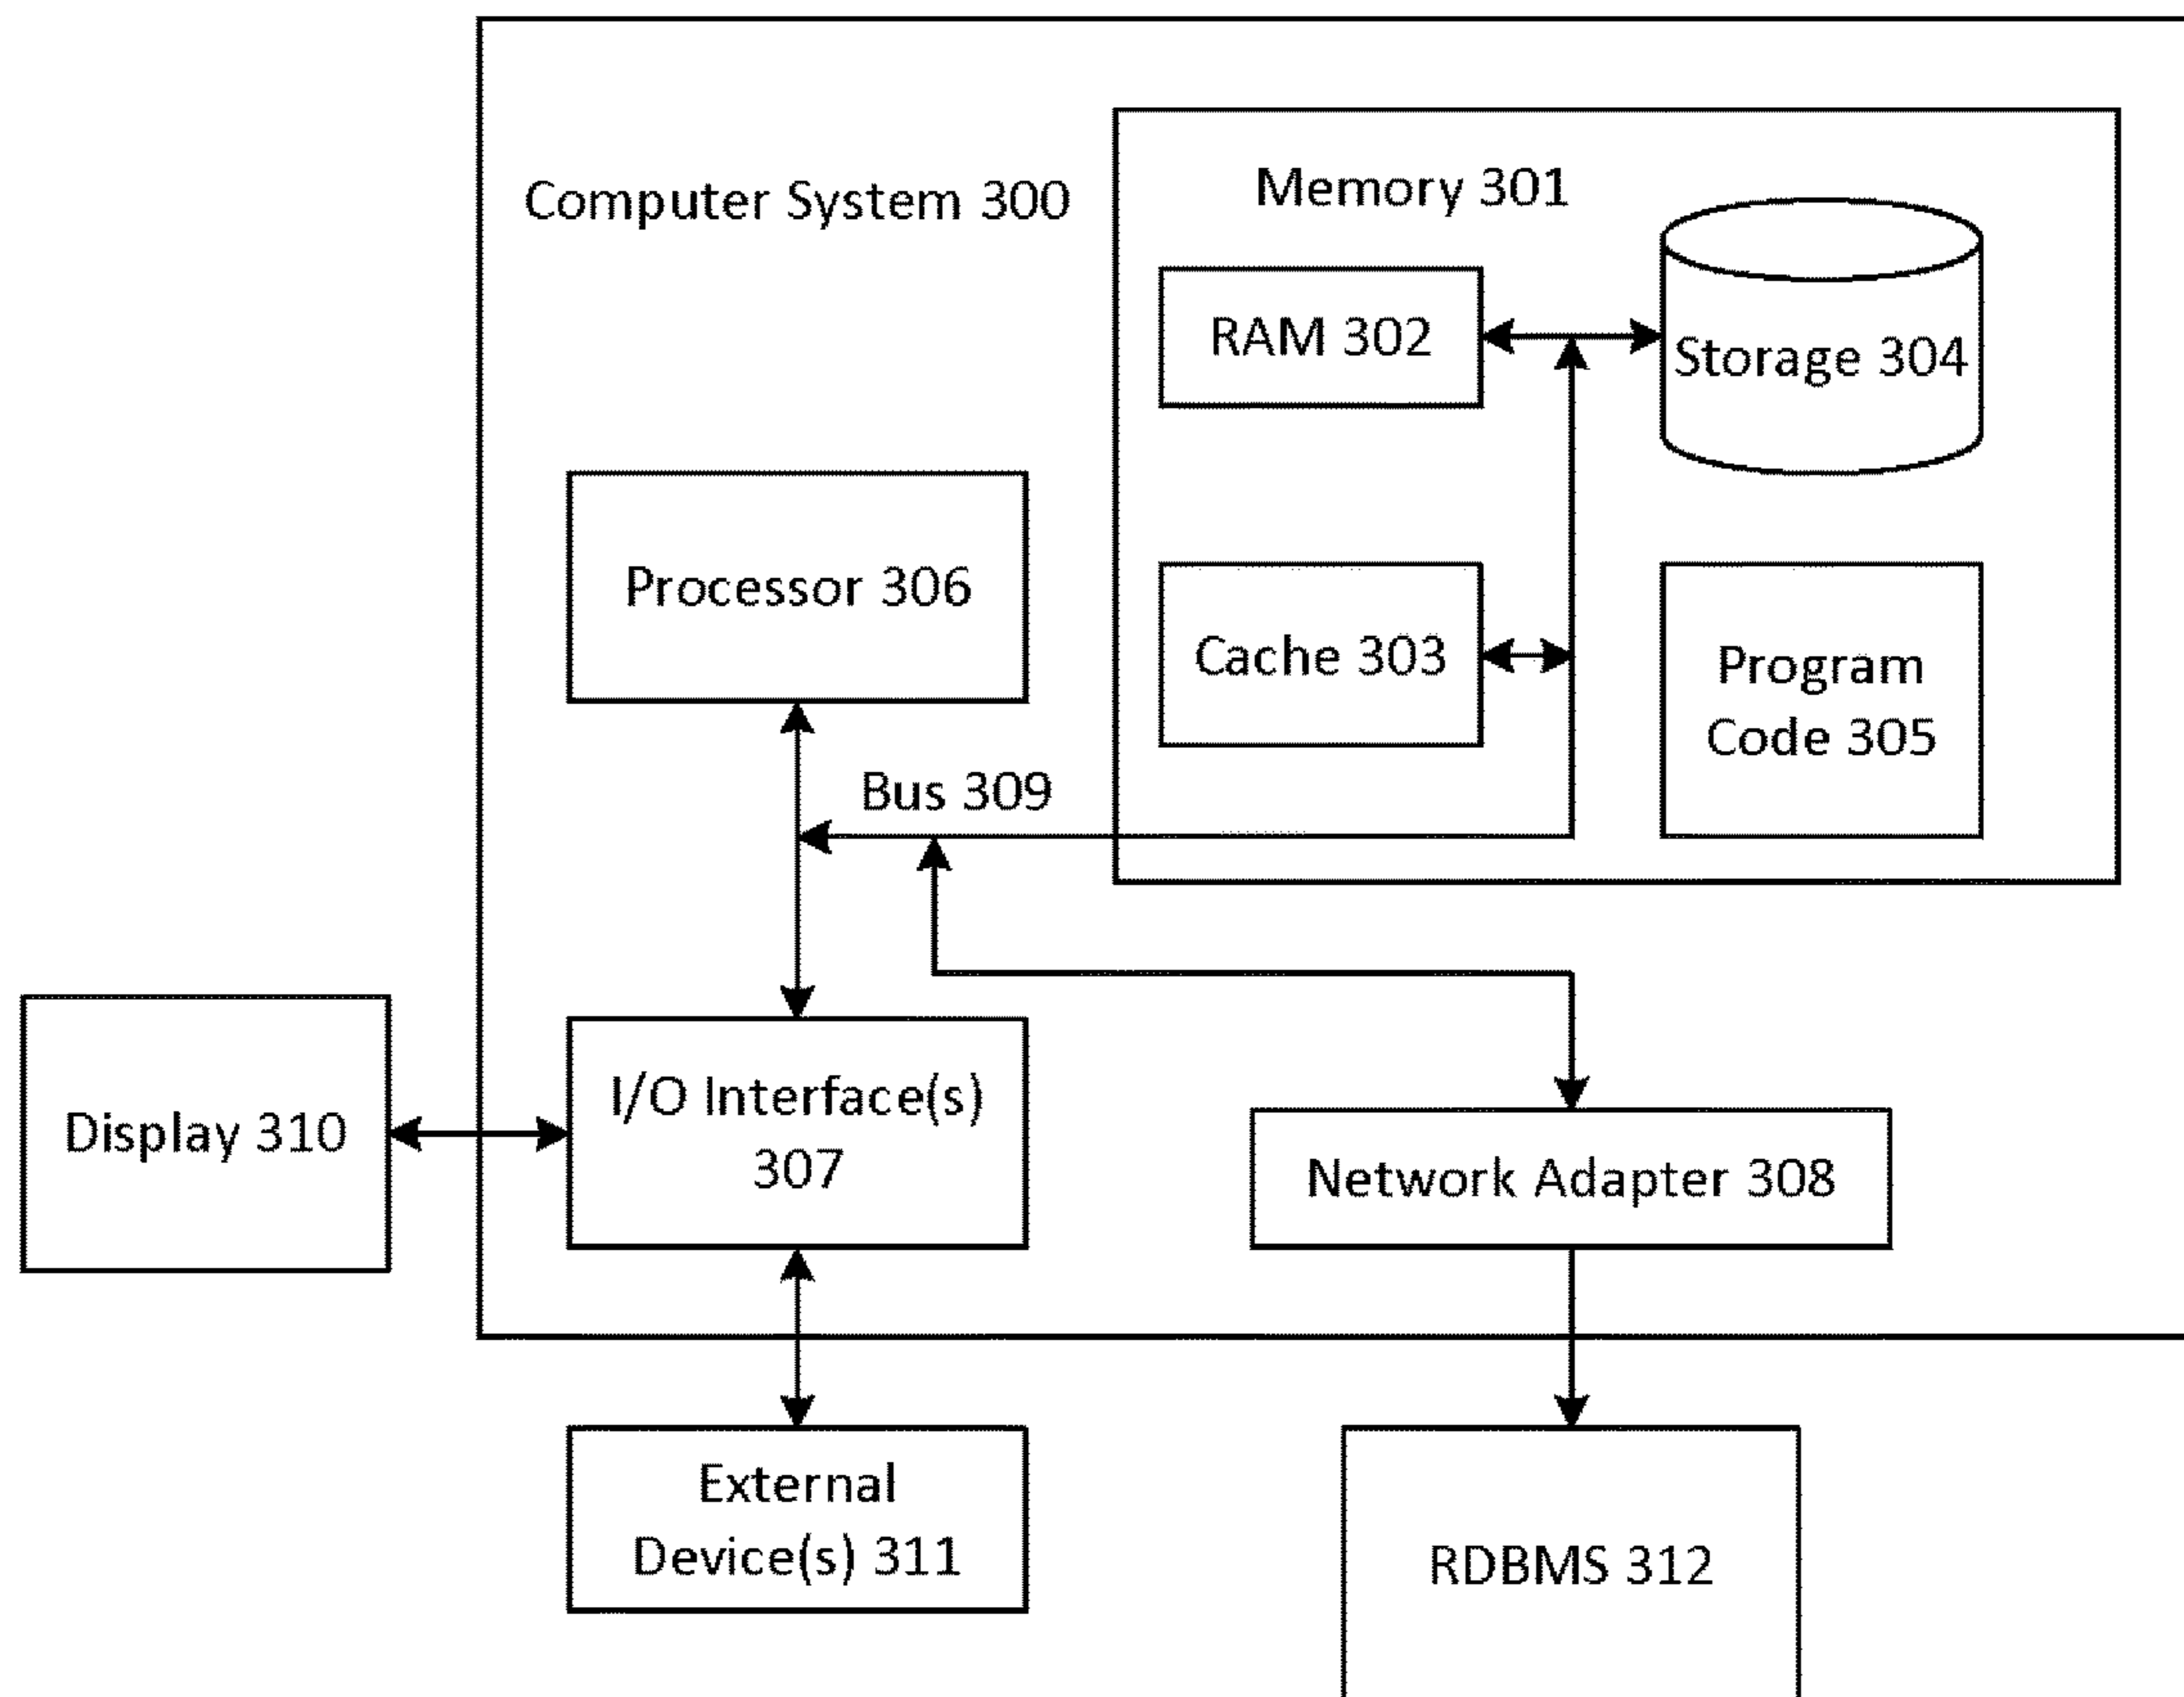 Computer System 300
Memory 301
RAM 302
Storage 304
Processor 306
Cache 303
Program
Code 305
Bus 309
Display 310
I/O Interface(s)
307
Network Adapter 308
External
Device(s) 311
RDBMS 312